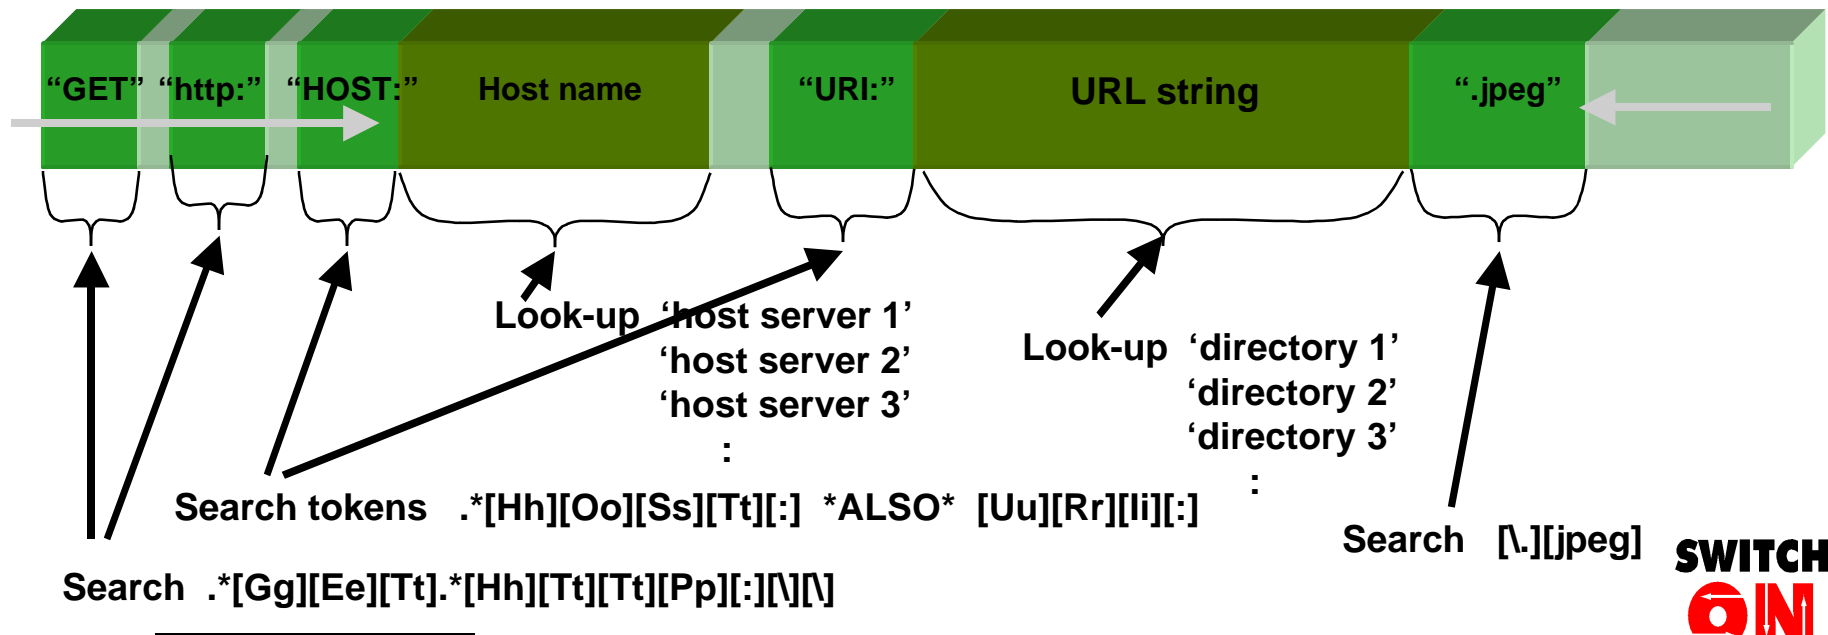 “GET” “http:” “HOST:” Host name “URI:” URL string “.jpeg”
Look-up ‘host server 1’
‘host server 2’
‘host server 3’
:
Look-up ‘directory 1’
‘directory 2’
‘directory 3’
:
Search tokens .*[Hh][Oo][Ss][Tt][:] *ALSO* [Uu][Rr][Ii][:]
Search [\.][jpeg]
Search .*[Gg][Ee][Tt].*[Hh][Tt][Tt][Pp][:][\][\]
SWITCH
ON